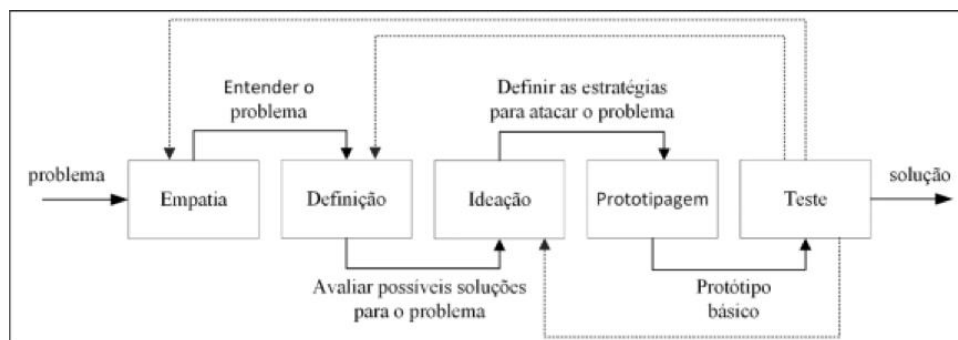 Entender o
problema
Definir as estratégias
para atacar o problema
problema
Empatia
Definição
Ideação
Prototipagem
Teste
solução
Avaliar possíveis soluções
para o problema
Protótipo
básico